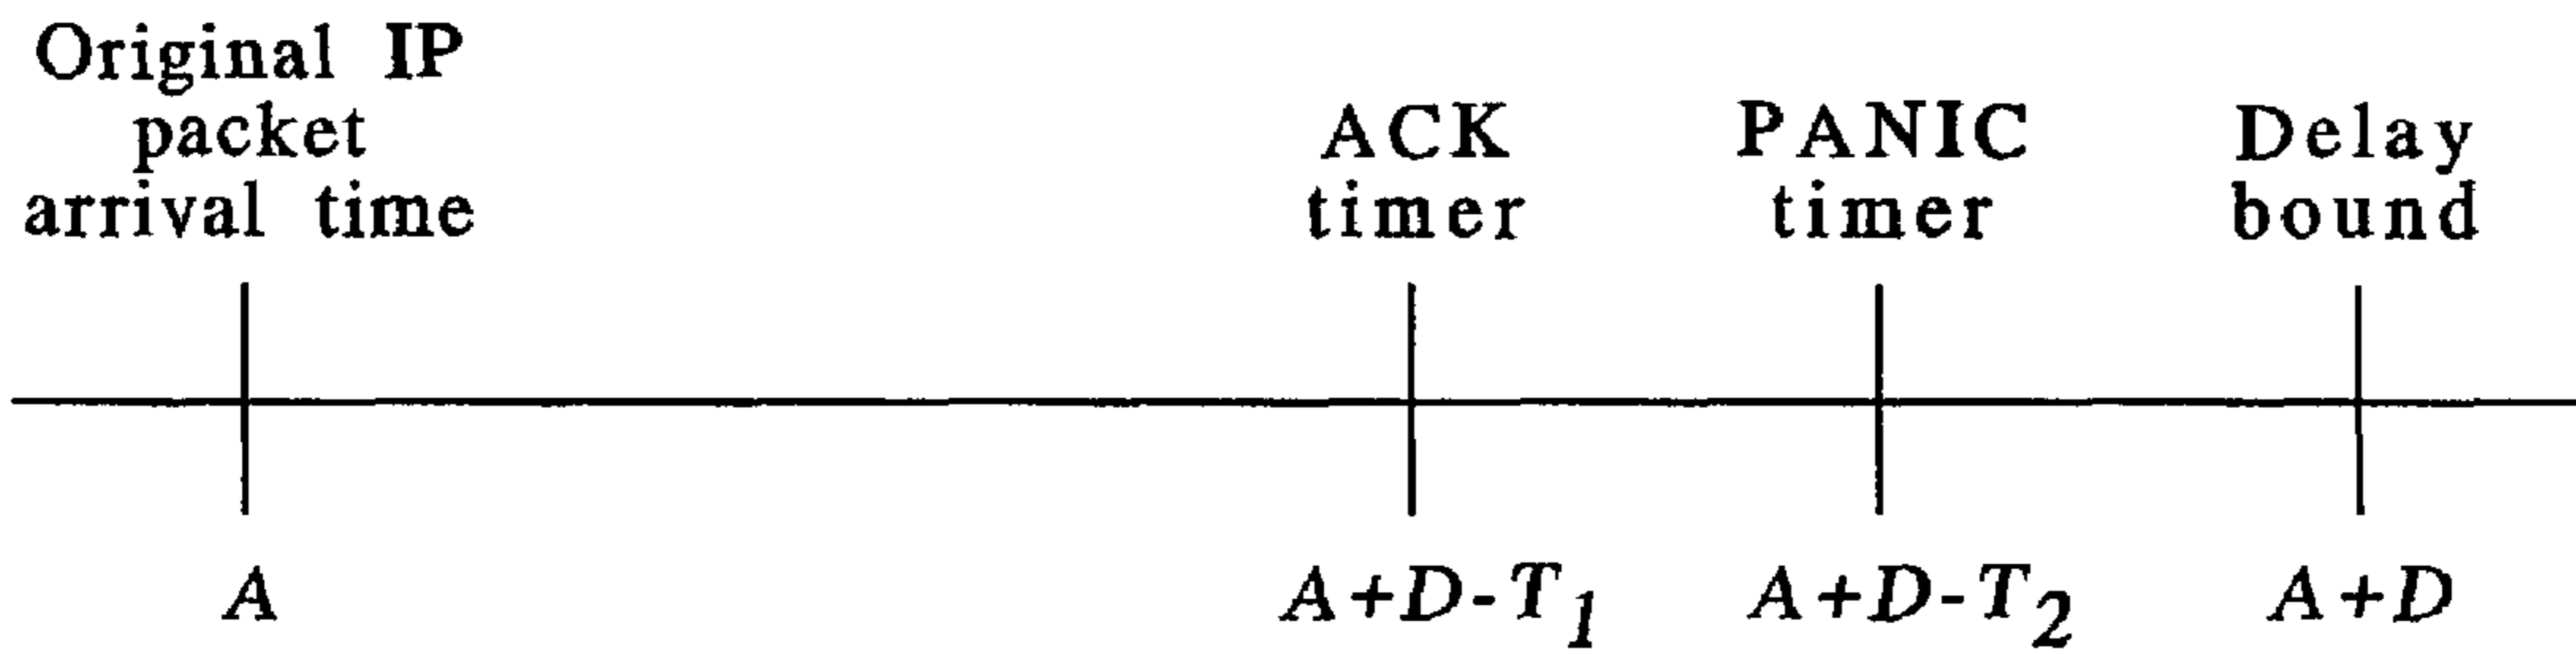 Original IP
packet
arrival time
ACK
timer
PANIC
timer
Delay
bound
A
A+D-T1
A+D-T2
A+D